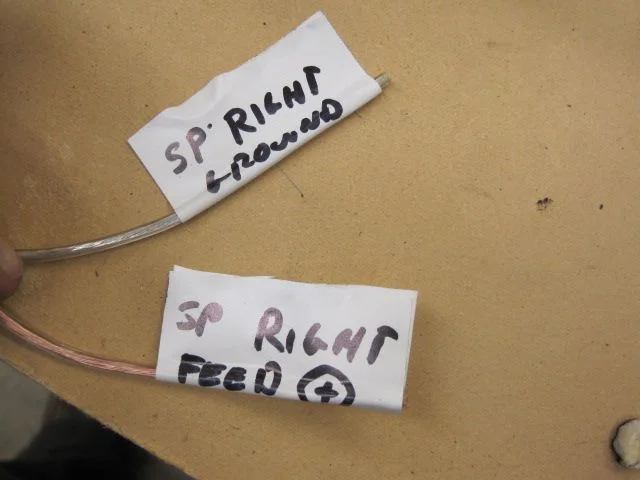 SP. RIGHT
GROUND
SP RIGHT
FEED +